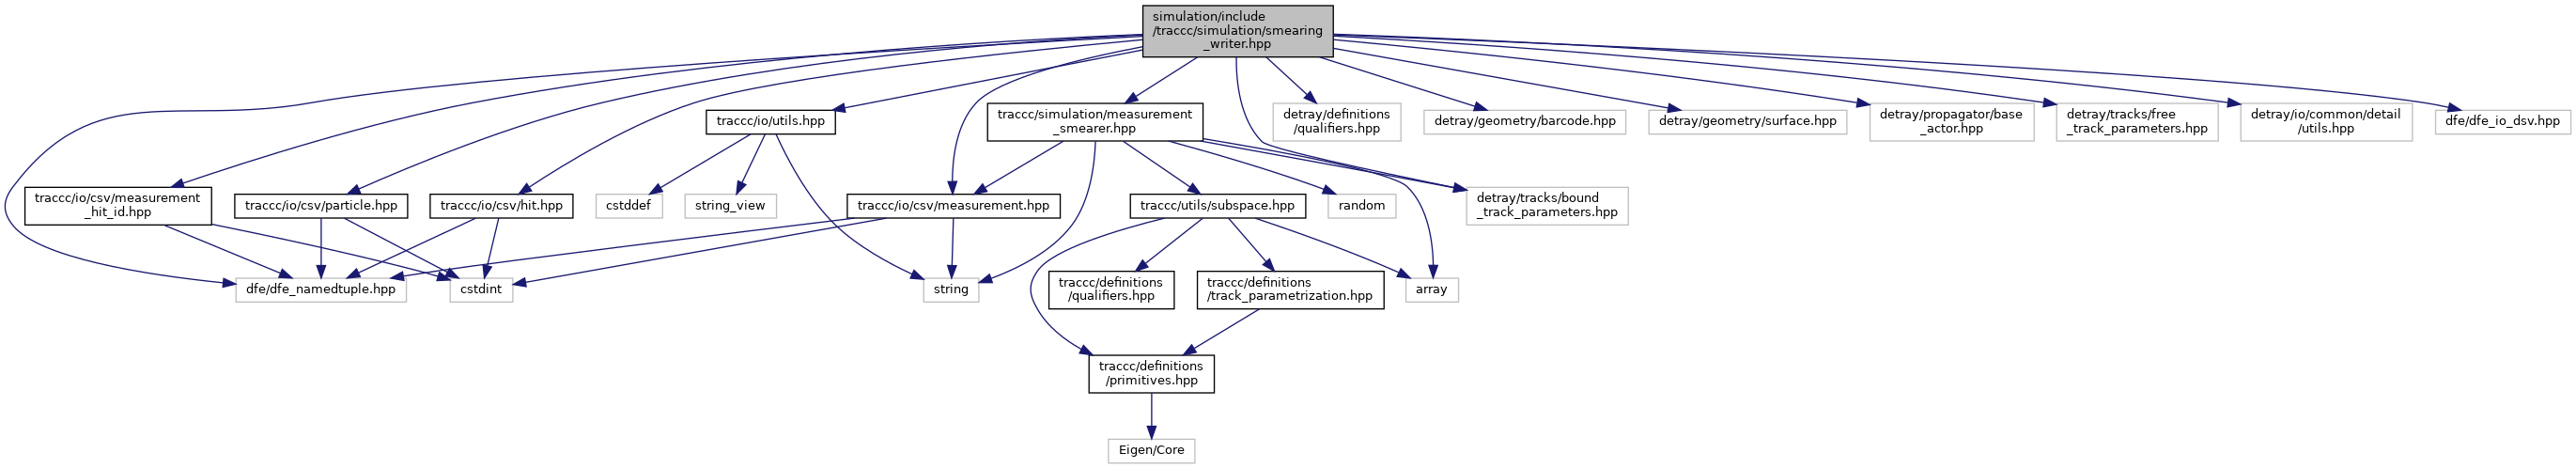 simulation/include
/traccc/simulation/smearing
_writer.hpp
traccc/io/utils.hpp
traccc/simulation/measurement
_smearer.hpp
detray/definitions
/qualifiers.hpp
detray/geometry/barcode.hpp
detray/geometry/surface.hpp
detray/propagator/base
_actor.hpp
detray/tracks/free
_track_parameters.hpp
detray/io/common/detail
/utils.hpp
dfe/dfe_io_dsv.hpp
traccc/io/csv/measurement
_hit_id.hpp
traccc/io/csv/particle.hpp
traccc/io/csv/hit.hpp
cstddef
string_view
traccc/io/csv/measurement.hpp
traccc/utils/subspace.hpp
random
detray/tracks/bound
_track_parameters.hpp
dfe/dfe_namedtuple.hpp
cstdint
string
traccc/definitions
/qualifiers.hpp
traccc/definitions
/track_parametrization.hpp
array
traccc/definitions
/primitives.hpp
Eigen/Core